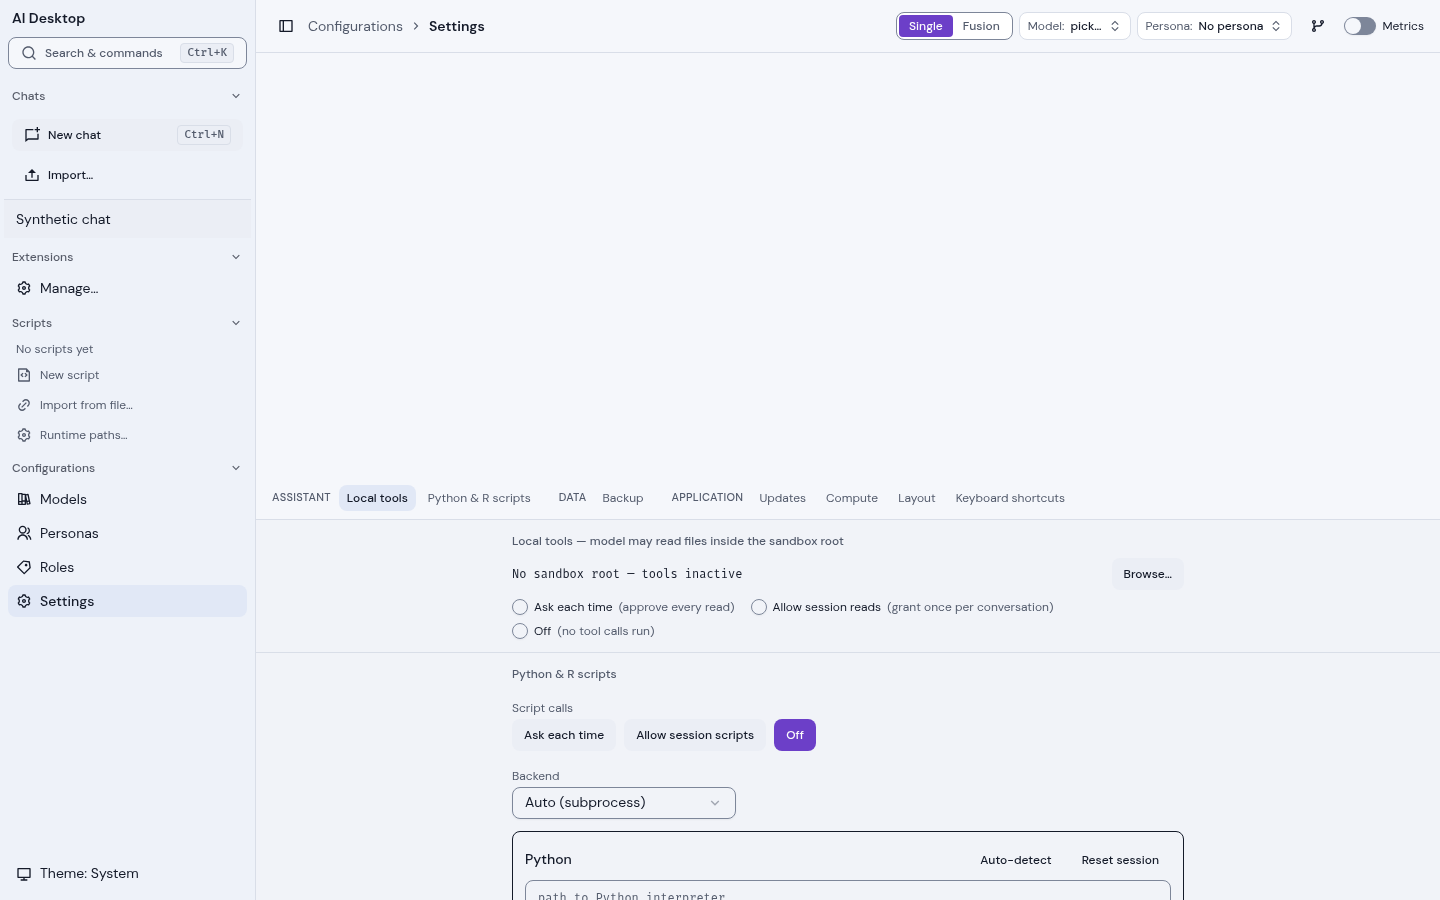 AI Desktop
Search & commands Ctrl+K
Chats
New chat Ctrl+N
Import...
Synthetic chat
Extensions
Manage...
Scripts
No scripts yet
New script
Import from file...
Runtime paths...
Configurations
Models
Personas
Roles
Settings
Theme: System
Configurations > Settings
Single Fusion Model: pick... Persona: No persona Metrics
ASSISTANT Local tools Python & R scripts DATA Backup APPLICATION Updates Compute Layout Keyboard shortcuts
Local tools — model may read files inside the sandbox root
No sandbox root — tools inactive Browse...
Ask each time (approve every read) Allow session reads (grant once per conversation)
Off (no tool calls run)
Python & R scripts
Script calls
Ask each time Allow session scripts Off
Backend
Auto (subprocess)
Python Auto-detect Reset session
path to Python interpreter